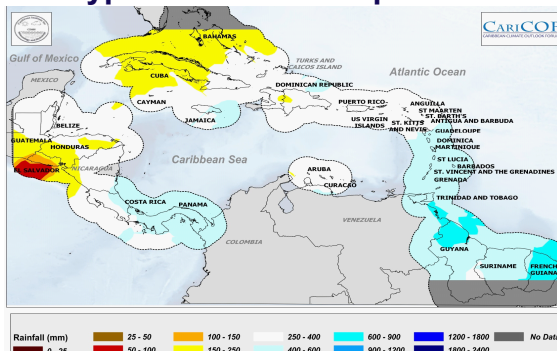 CARICOF
CARIBBEAN CLIMATE OUTLOOK FORUM
Gulf of Mexico
BAHAMAS
MEXICO
TURKS AND
CAICOS ISLAND
Atlantic Ocean
CUBA
CAYMAN
DOMINICAN REPUBLIC
JAMAICA
PUERTO RICO
US VIRGIN
ISLANDS
ANGUILLA
ST MAARTEN
ST. BARTH'S
ST. KITTS
AND NEVIS
ANTIGUA AND BARBUDA
GUADELOUPE
BELIZE
GUATEMALA
HONDURAS
DOMINICA
MARTINIQUE
Caribbean Sea
EL SALVADOR
NICARAGUA
ST LUCIA
BARBADOS
ST. VINCENT AND THE GRENADINES
GRENADA
ARUBA
CURACAO
COSTA RICA
PANAMA
TRINIDAD AND TOBAGO
VENEZUELA
COLOMBIA
GUYANA
SURINAME
FRENCH
GUIANA
Rainfall (mm)
25 - 50
100 - 150
250 - 400
600 - 900
1200 - 1800
No Dat
0 - 25
50 - 100
150 - 250
400 - 600
900 - 1200
1800 - 2400